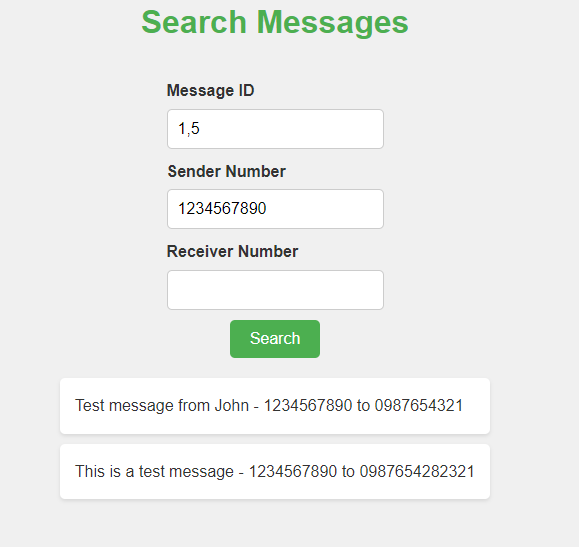 Search Messages
Message ID
1,5
Sender Number
1234567890
Receiver Number
Search
Test message from John - 1234567890 to 0987654321
This is a test message - 1234567890 to 0987654282321